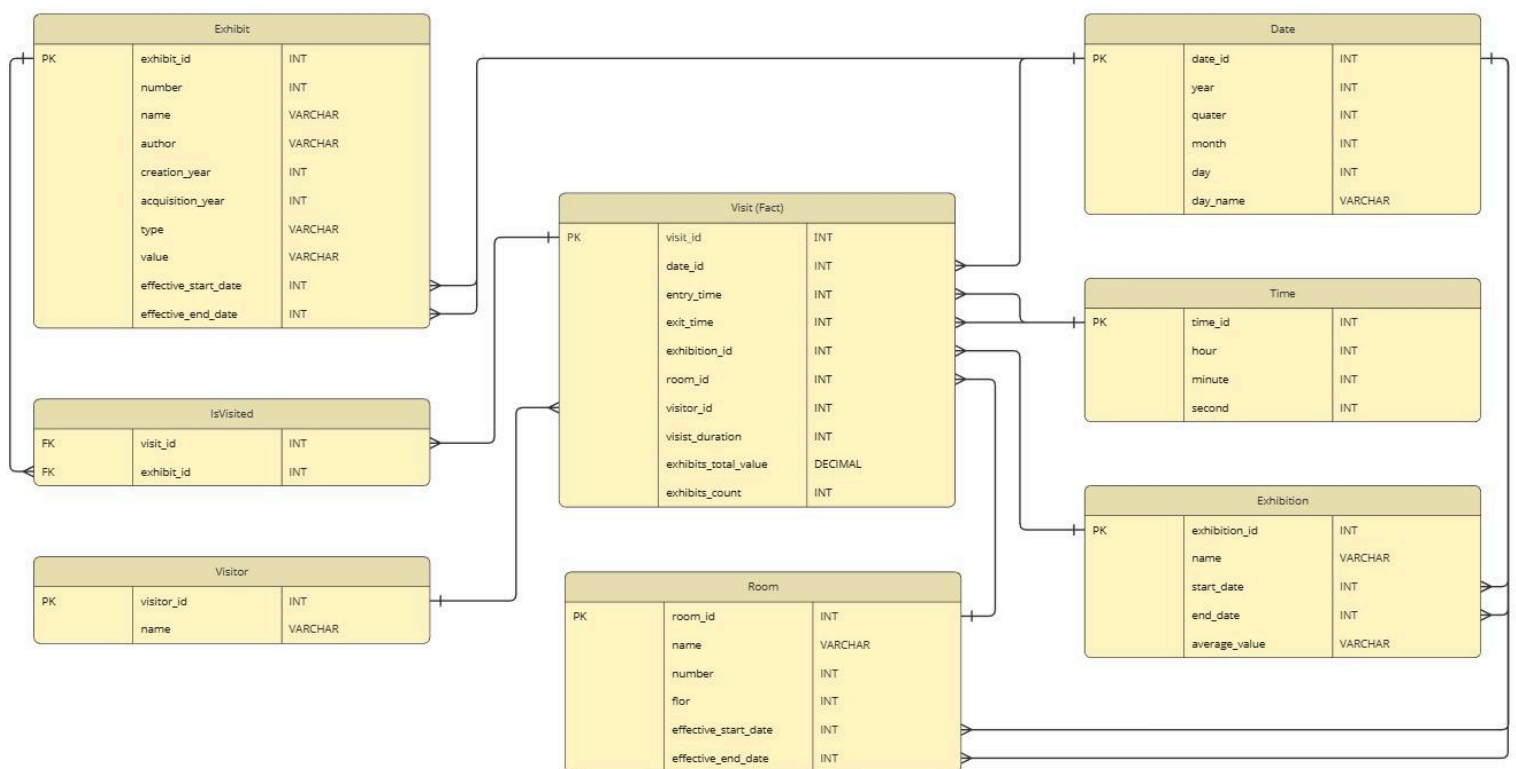 Exhibit
PK exhibit_id INT
number INT
name VARCHAR
author VARCHAR
creation_year INT
acquisition_year INT
type VARCHAR
value VARCHAR
effective_start_date INT
effective_end_date INT
Date
PK date_id INT
year INT
quater INT
month INT
day INT
day_name VARCHAR
Visit (Fact)
PK visit_id INT
date_id INT
entry_time INT
exit_time INT
exhibition_id INT
room_id INT
visitor_id INT
visist_duration INT
exhibits_total_value DECIMAL
exhibits_count INT
Time
PK time_id INT
hour INT
minute INT
second INT
IsVisited
FK visit_id INT
FK exhibit_id INT
Exhibition
PK exhibition_id INT
name VARCHAR
start_date INT
end_date INT
average_value VARCHAR
Visitor
PK visitor_id INT
name VARCHAR
Room
PK room_id INT
name VARCHAR
number INT
flor INT
effective_start_date INT
effective_end_date INT